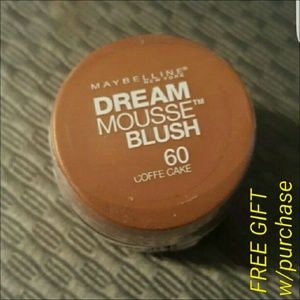 MAYBELLINE
NEW YORK
DREAM
MOUSSE™
BLUSH
60
COFFE CAKE
FREE GIFT
w/purchase